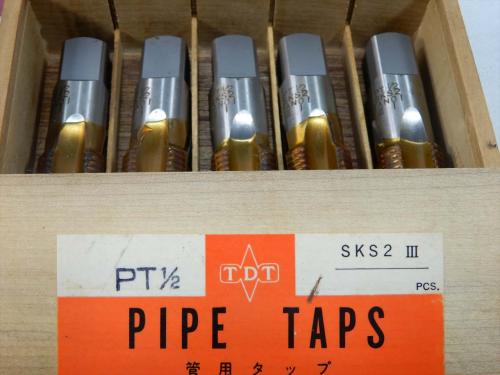 PT½
TDT
SKS2 III
PCS.
PIPE TAPS
管用タップ